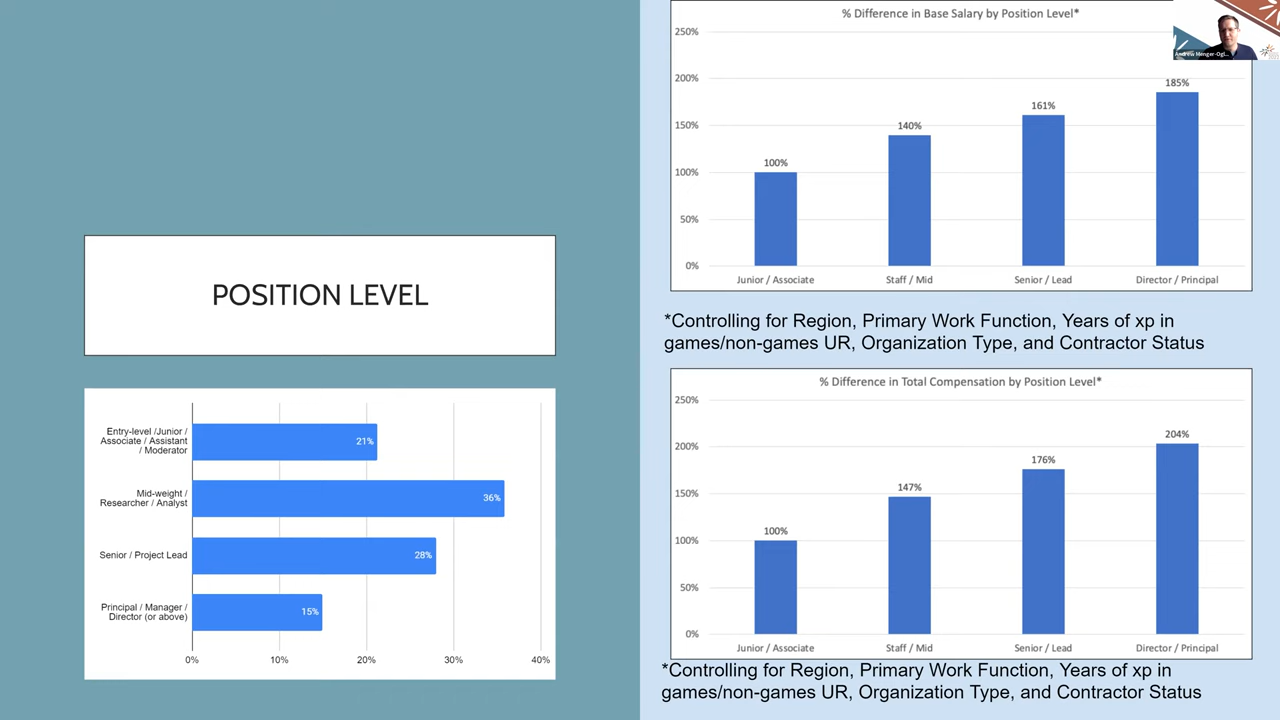 POSITION LEVEL
Entry-level /Junior /
Associate / Assistant
/ Moderator
21%
Mid-weight /
Researcher / Analyst
36%
Senior / Project Lead
28%
Principal / Manager /
Director (or above)
15%
0%
10%
20%
30%
40%
% Difference in Base Salary by Position Level*
250%
200%
150%
100%
50%
0%
100%
140%
161%
185%
Junior / Associate
Staff / Mid
Senior / Lead
Director / Principal
Andrew Menger-Ogl...
*Controlling for Region, Primary Work Function, Years of xp in
games/non-games UR, Organization Type, and Contractor Status
% Difference in Total Compensation by Position Level*
250%
200%
150%
100%
50%
0%
100%
147%
176%
204%
Junior / Associate
Staff / Mid
Senior / Lead
Director / Principal
*Controlling for Region, Primary Work Function, Years of xp in
games/non-games UR, Organization Type, and Contractor Status